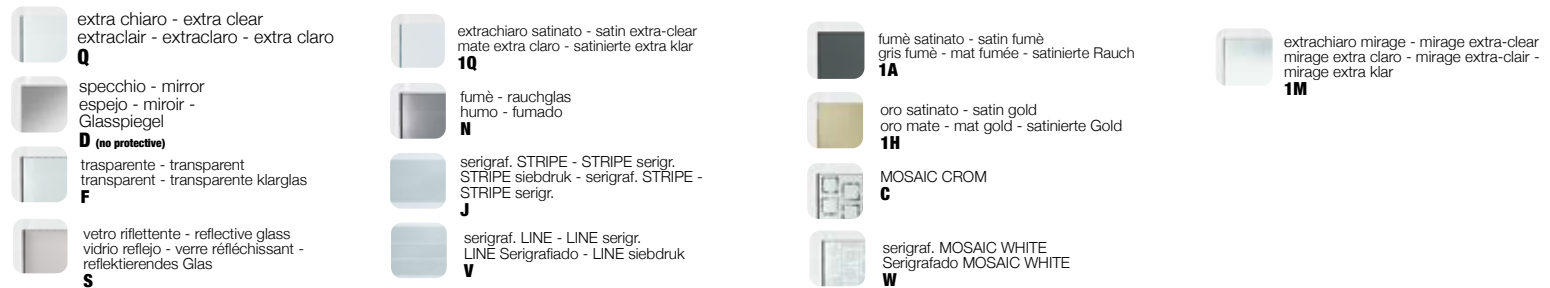 extra chiaro - extra clear
extraclair - extraclaro - extra claro
Q
specchio - mirror
espejo - miroir -
Glasspiegel
D (no protective)
trasparente - transparent
transparent - transparente klarglas
F
vetro riflettente - reflective glass
vidrio reflejo - verre réfléchissant -
reflektierendes Glas
S
extrachiaro satinato - satin extra-clear
mate extra claro - satinierte extra klar
1Q
fumè - rauchglas
humo - fumado
N
serigraf. STRIPE - STRIPE serigr.
STRIPE siebdruk - serigraf. STRIPE -
STRIPE serigr.
J
serigraf. LINE - LINE serigr.
LINE Serigrafiado - LINE siebdruk
V
fumè satinato - satin fumè
gris fumè - mat fumée - satinierte Rauch
1A
oro satinato - satin gold
oro mate - mat gold - satinierte Gold
1H
MOSAIC CROM
C
serigraf. MOSAIC WHITE
Serigrafado MOSAIC WHITE
W
extrachiaro mirage - mirage extra-clear
mirage extra claro - mirage extra-clair -
mirage extra klar
1M